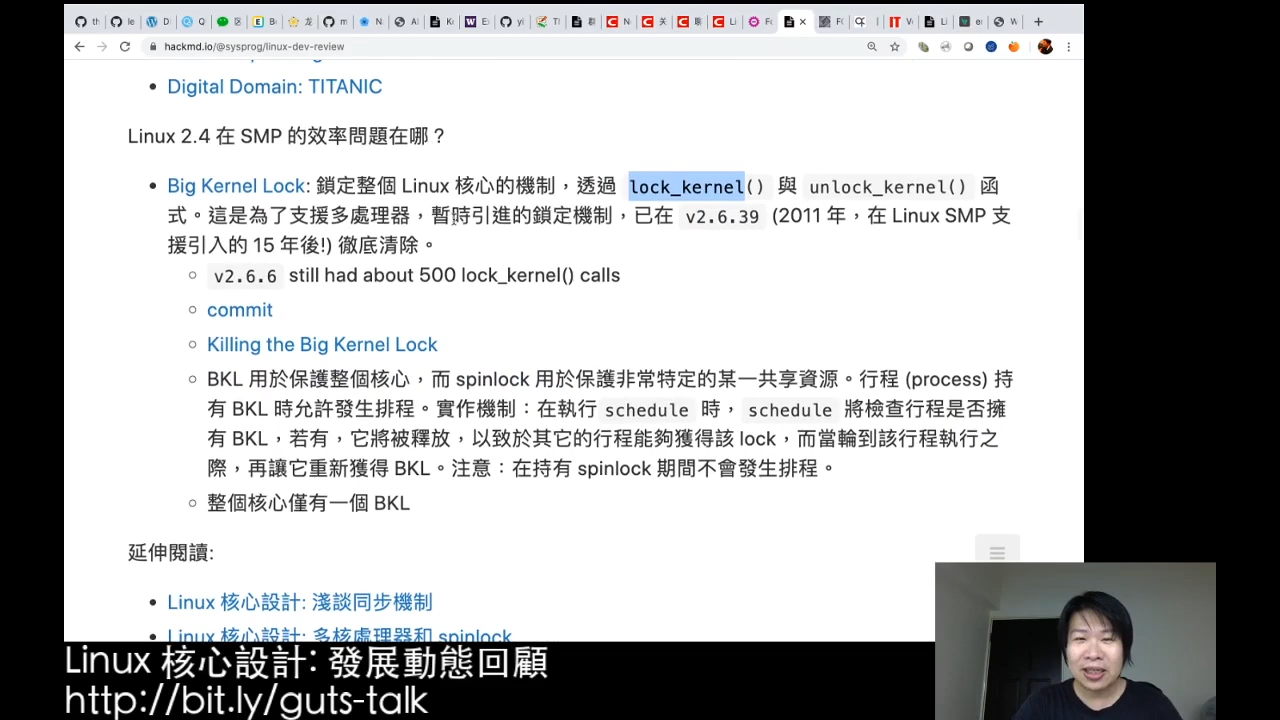 hackmd.io/@sysprog/linux-dev-review
Digital Domain: TITANIC
Linux 2.4 在 SMP 的效率問題在哪？
Big Kernel Lock: 鎖定整個 Linux 核心的機制，透過 lock_kernel() 與 unlock_kernel() 函
式。這是為了支援多處理器，暫時引進的鎖定機制，已在 v2.6.39 (2011 年，在 Linux SMP 支
援引入的 15 年後!) 徹底清除。
v2.6.6 still had about 500 lock_kernel() calls
commit
Killing the Big Kernel Lock
BKL 用於保護整個核心，而 spinlock 用於保護非常特定的某一共享資源。行程 (process) 持
有 BKL 時允許發生排程。實作機制：在執行 schedule 時，schedule 將檢查行程是否擁
有 BKL，若有，它將被釋放，以致於其它的行程能夠獲得該 lock，而當輪到該行程執行之
際，再讓它重新獲得 BKL。注意：在持有 spinlock 期間不會發生排程。
整個核心僅有一個 BKL
延伸閱讀:
Linux 核心設計: 淺談同步機制
Linux 核心設計: 多核處理器和 spinlock
Linux 核心設計: 發展動態回顧
http://bit.ly/guts-talk